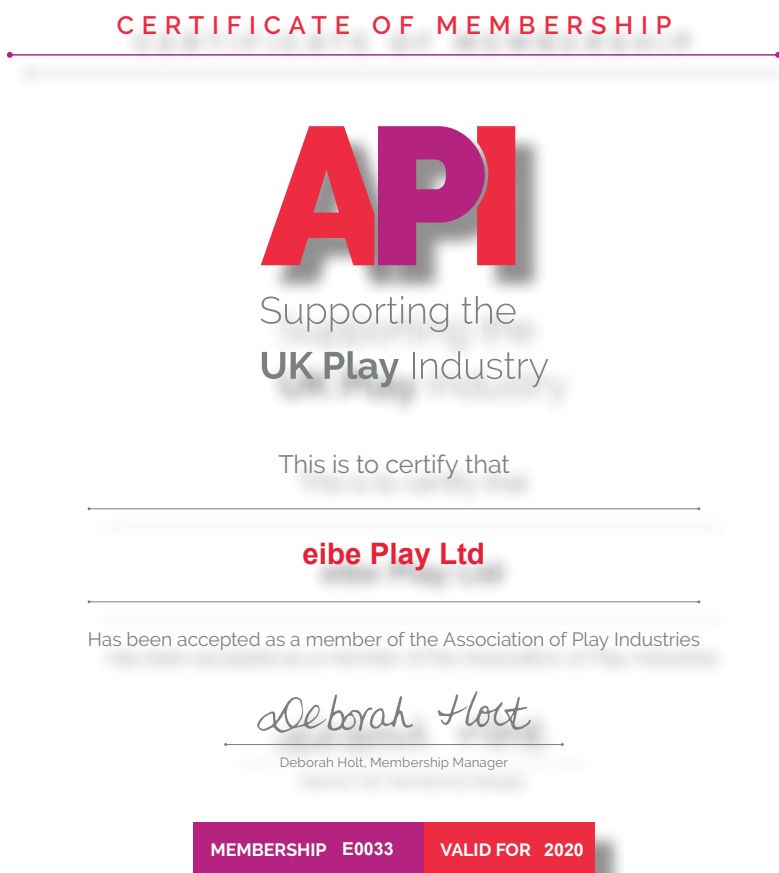 CERTIFICATE OF MEMBERSHIP
API
Supporting the
UK Play Industry
This is to certify that
eibe Play Ltd
Has been accepted as a member of the Association of Play Industries
Deborah Holt
Deborah Holt, Membership Manager
MEMBERSHIP E0033 VALID FOR 2020